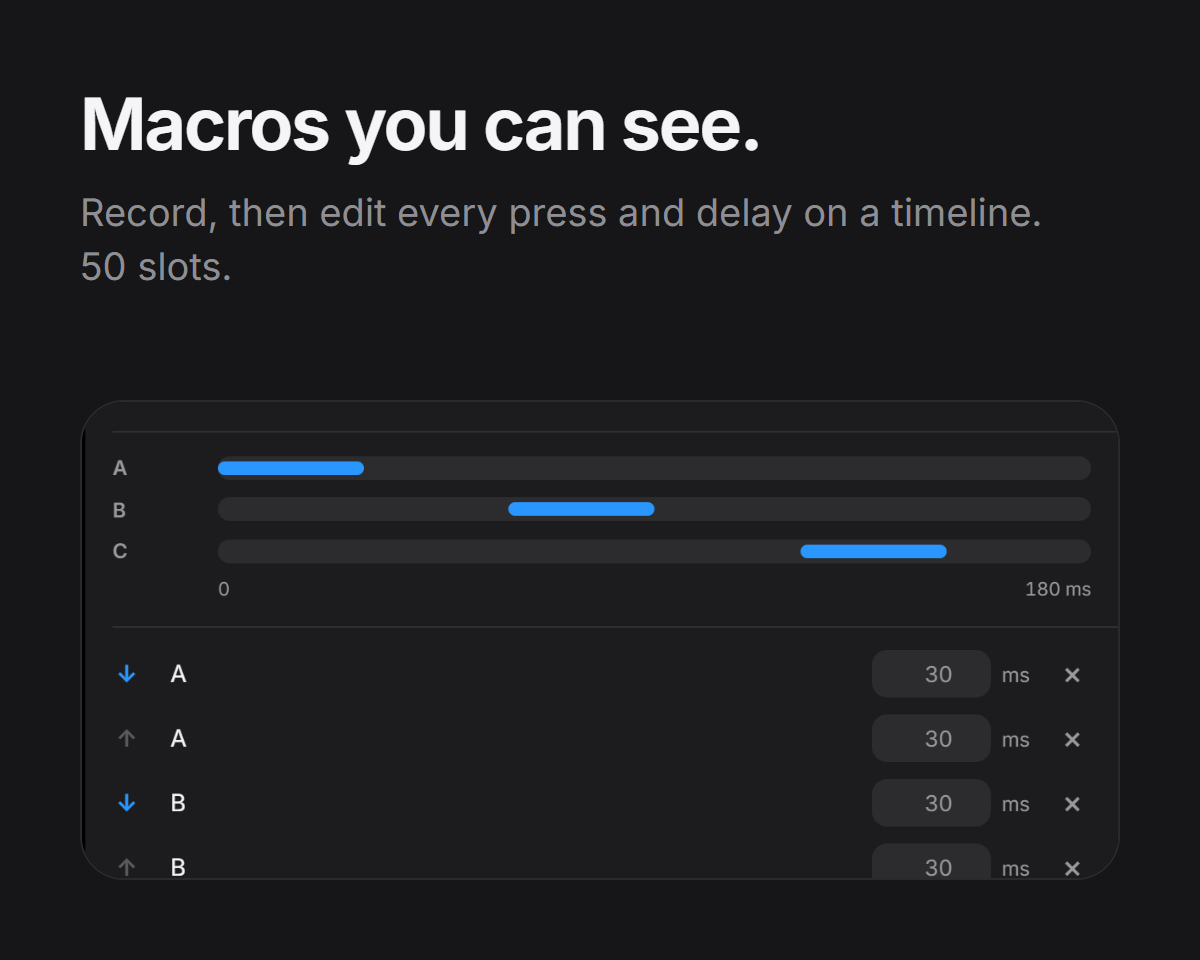 Macros you can see.
Record, then edit every press and delay on a timeline.
50 slots.
A
B
C
0 180 ms
↓ A 30 ms ×
↑ A 30 ms ×
↓ B 30 ms ×
↑ B 30 ms ×